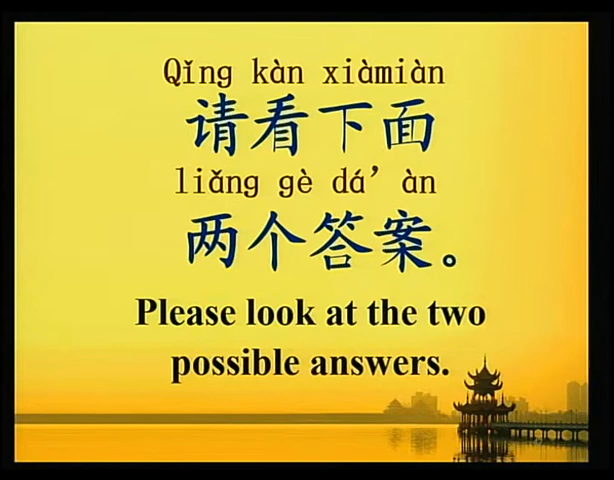 Qǐng kàn xiàmiàn
请看下面
liǎng gè dá’àn
两个答案。
Please look at the two
possible answers.